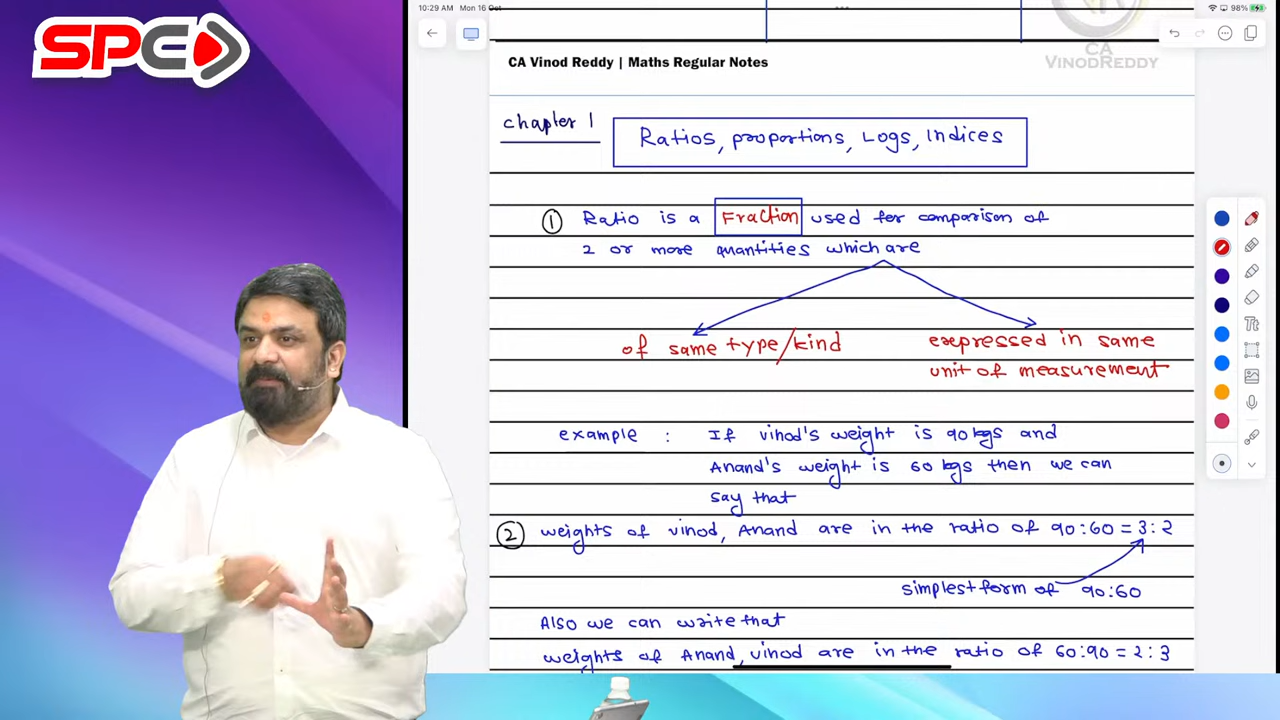 10:29 AM Mon 16 Oct
98%
SPC
CA
VINODREDDY
CA Vinod Reddy | Maths Regular Notes
chapter 1
Ratios, proportions, Logs, Indices
1 Ratio is a Fraction used for comparison of
2 or more quantities which are
of same type/kind
expressed in same
unit of measurement
example : If vinod's weight is 90 kgs and
Anand's weight is 60 kgs then we can
say that
2 weights of vinod, Anand are in the ratio of 90:60 = 3:2
simplest form of 90:60
Also we can write that
weights of Anand, vinod are in the ratio of 60:90 = 2:3
Tt